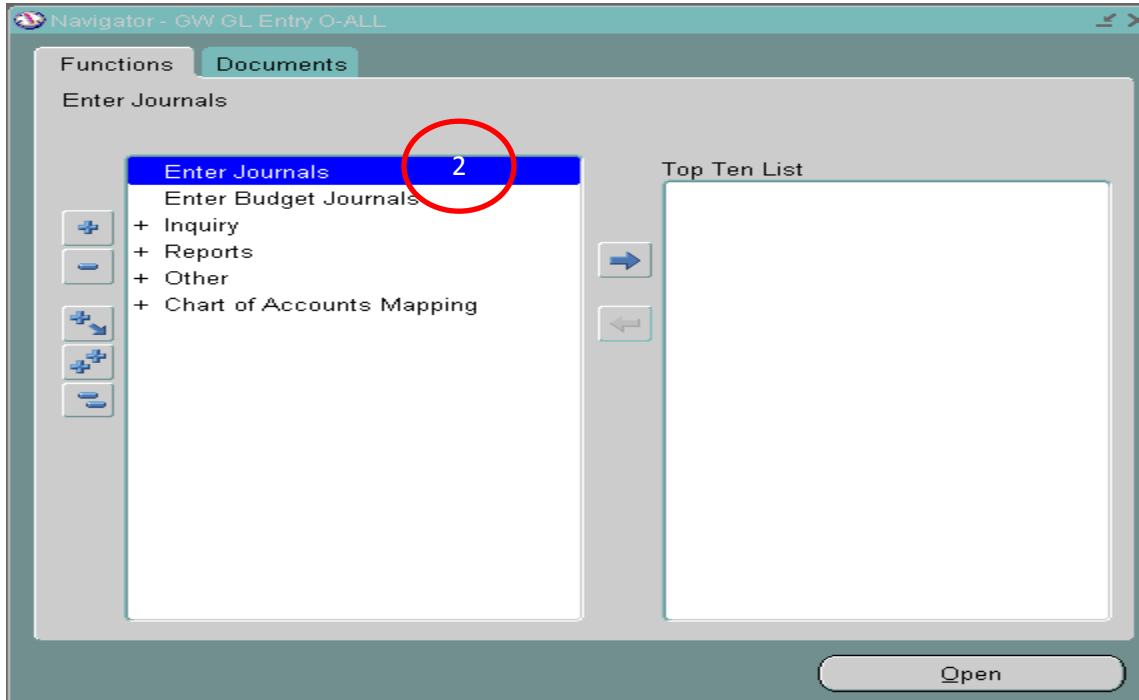 Navigator - GW GL Entry O-ALL
Functions Documents
Enter Journals
Enter Journals 2
Top Ten List
Enter Budget Journals
+ Inquiry
+ Reports
+ Other
+ Chart of Accounts Mapping
Open